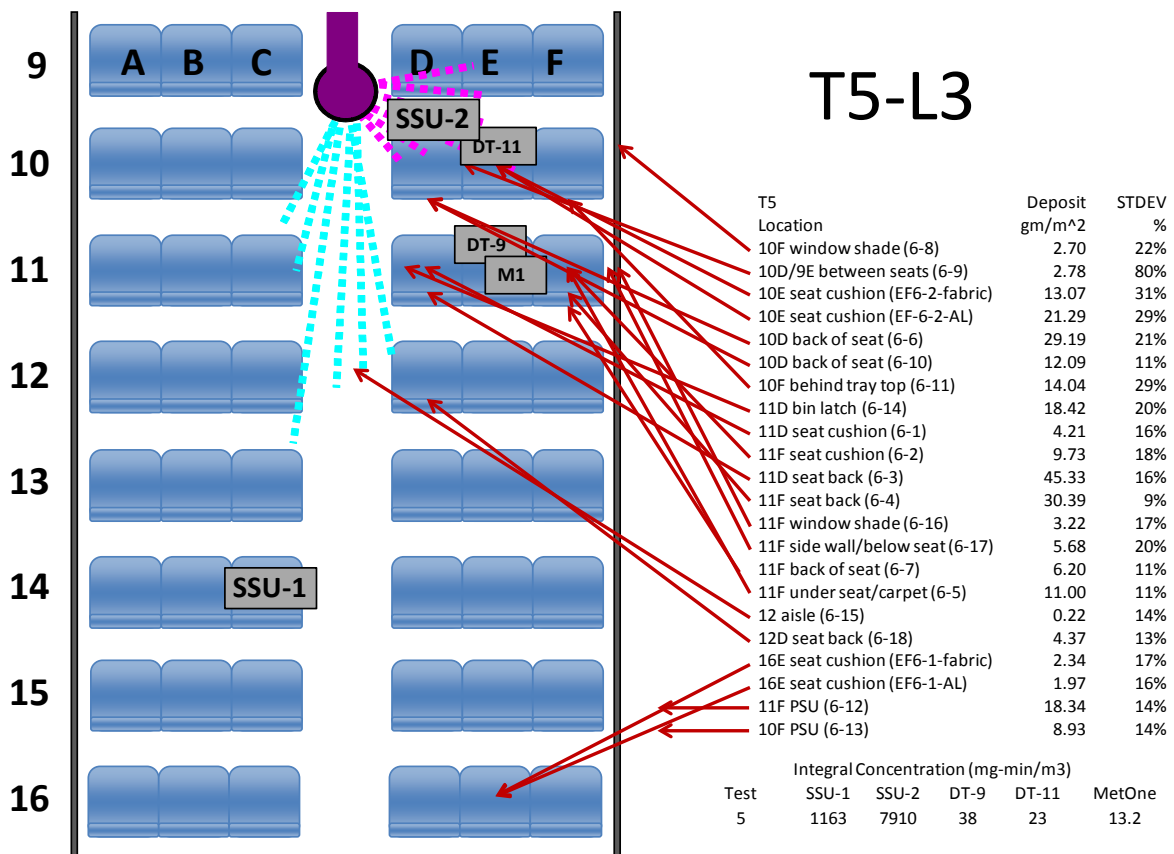 T5-L3
9
A B C D E F
SSU-2
DT-11
10
DT-9
M1
11
12
13
SSU-1
14
15
16
T5 Deposit STDEV
Location gm/m^2 %
10F window shade (6-8) 2.70 22%
10D/9E between seats (6-9) 2.78 80%
10E seat cushion (EF6-2-fabric) 13.07 31%
10E seat cushion (EF-6-2-AL) 21.29 29%
10D back of seat (6-6) 29.19 21%
10D back of seat (6-10) 12.09 11%
10F behind tray top (6-11) 14.04 29%
11D bin latch (6-14) 18.42 20%
11D seat cushion (6-1) 4.21 16%
11F seat cushion (6-2) 9.73 18%
11D seat back (6-3) 45.33 16%
11F seat back (6-4) 30.39 9%
11F window shade (6-16) 3.22 17%
11F side wall/below seat (6-17) 5.68 20%
11F back of seat (6-7) 6.20 11%
11F under seat/carpet (6-5) 11.00 11%
12 aisle (6-15) 0.22 14%
12D seat back (6-18) 4.37 13%
16E seat cushion (EF6-1-fabric) 2.34 17%
16E seat cushion (EF6-1-AL) 1.97 16%
11F PSU (6-12) 18.34 14%
10F PSU (6-13) 8.93 14%
Integral Concentration (mg-min/m3)
Test SSU-1 SSU-2 DT-9 DT-11 MetOne
5 1163 7910 38 23 13.2